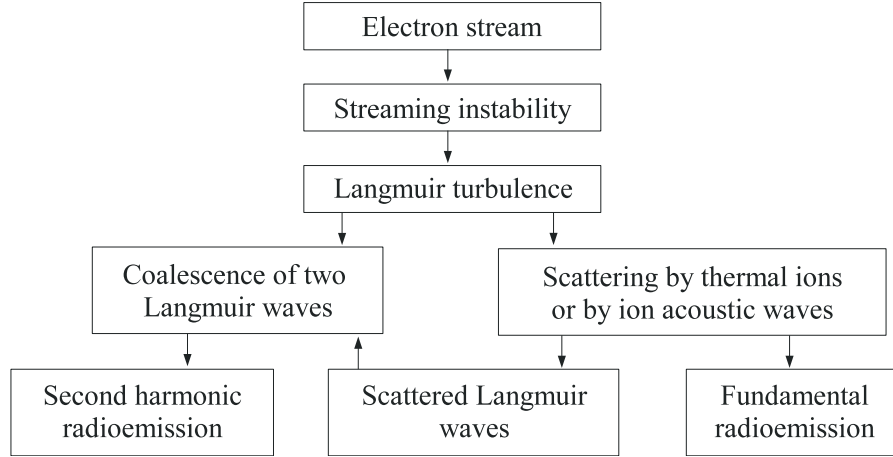 Electron stream
Streaming instability
Langmuir turbulence
Coalescence of two
Langmuir waves
Scattering by thermal ions
or by ion acoustic waves
Second harmonic
radioemission
Scattered Langmuir
waves
Fundamental
radioemission